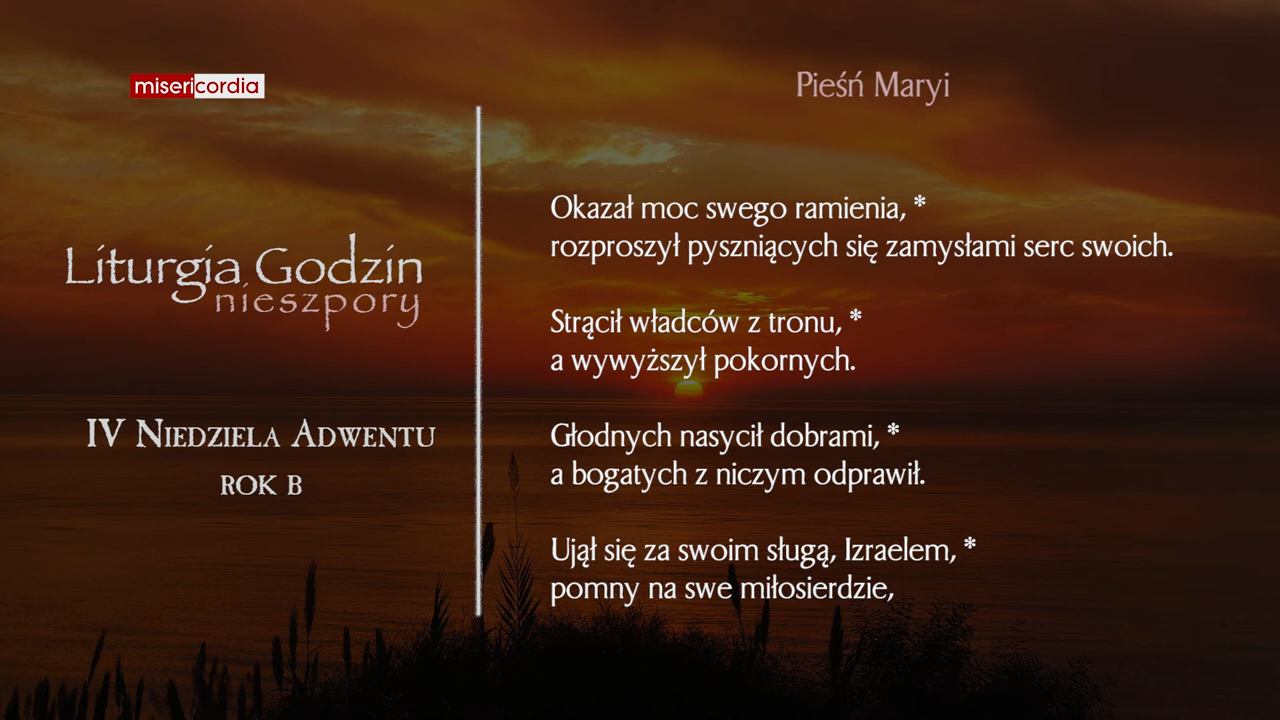 misericordia
Liturgia Godzin
nieszpory
IV Niedziela Adwentu
ROK B
Pieśń Maryi
Okazał moc swego ramienia, *
rozproszył pyszniących się zamysłami serc swoich.
Strącił władców z tronu, *
a wywyższył pokornych.
Głodnych nasycił dobrami, *
a bogatych z niczym odprawił.
Ujął się za swoim sługą, Izraelem, *
pomny na swe miłosierdzie,